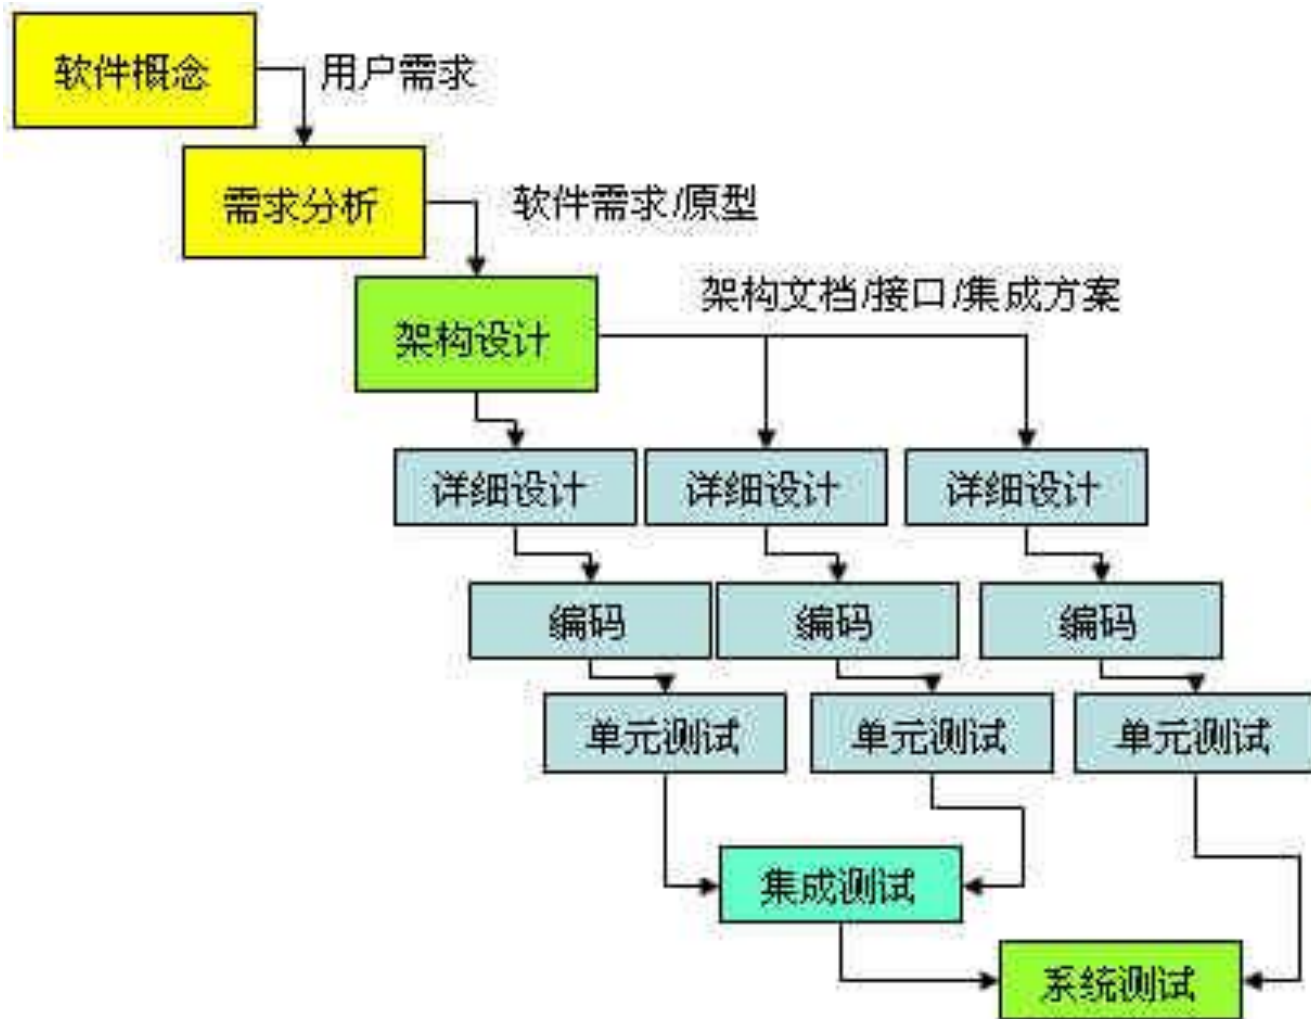 软件概念
用户需求
需求分析
软件需求/原型
架构设计
架构文档/接口/集成方案
详细设计
详细设计
详细设计
编码
编码
编码
单元测试
单元测试
单元测试
集成测试
系统测试